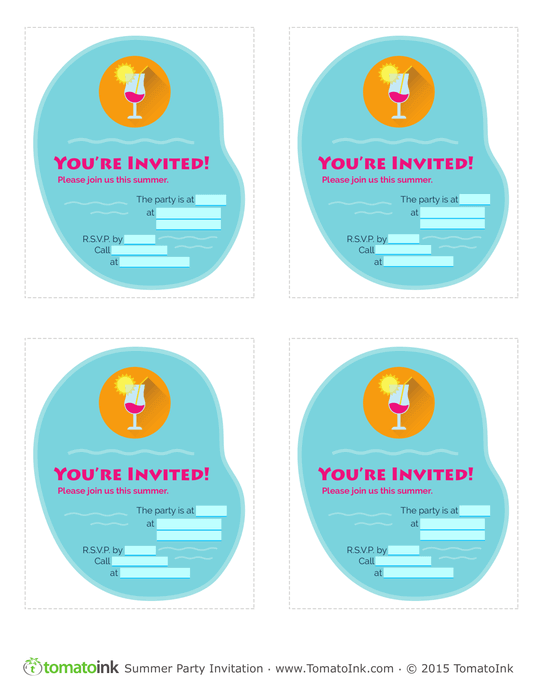 You're Invited!
Please join us this summer.
The party is at
at
R.S.V.P. by
Call
at
You're Invited!
Please join us this summer.
The party is at
at
R.S.V.P. by
Call
at
You're Invited!
Please join us this summer.
The party is at
at
R.S.V.P. by
Call
at
You're Invited!
Please join us this summer.
The party is at
at
R.S.V.P. by
Call
at
tomatoink Summer Party Invitation · www.TomatoInk.com · © 2015 TomatoInk